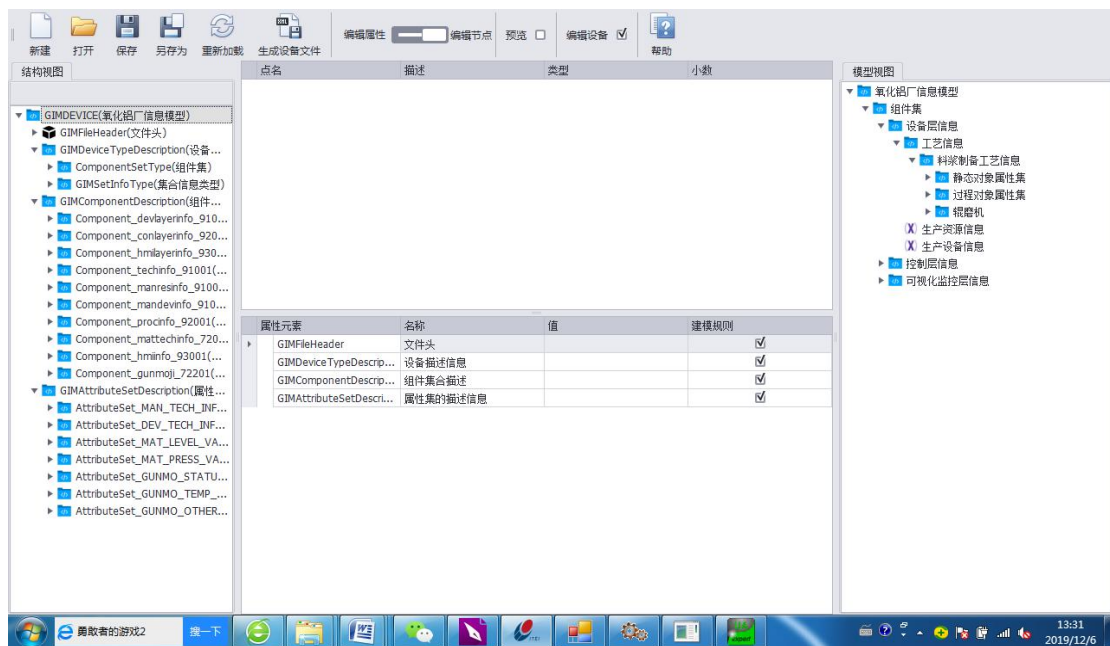 新建 打开 保存 另存为 重新加载 生成设备文件 编辑属性 编辑节点 预览 编辑设备 帮助
结构视图
GIMDEVICE(氧化铝厂信息模型)
GIMFileHeader(文件头)
GIMDeviceTypeDescription(设备...
ComponentSetType(组件集)
GIMSetInfoType(集合信息类型)
GIMComponentDescription(组件...
Component_devlayerinfo_910...
Component_conlayerinfo_920...
Component_hmilayerinfo_930...
Component_techinfo_91001(...
Component_manresinfo_9100...
Component_mandevinfo_910...
Component_procinfo_92001(...
Component_mattechinfo_720...
Component_hmiinfo_93001(...
Component_gunmoji_72201(...
GIMAttributeSetDescription(属性...
AttributeSet_MAN_TECH_INF...
AttributeSet_DEV_TECH_INF...
AttributeSet_MAT_LEVEL_VA...
AttributeSet_MAT_PRESS_VA...
AttributeSet_GUNMO_STATU...
AttributeSet_GUNMO_TEMP_...
AttributeSet_GUNMO_OTHER...
点名 描述 类型 小数
属性元素 名称 值 建模规则
GIMFileHeader 文件头
GIMDeviceTypeDescrip... 设备描述信息
GIMComponentDescrip... 组件集合描述
GIMAttributeSetDescri... 属性集的描述信息
模型视图
氧化铝厂信息模型
组件集
设备层信息
工艺信息
料浆制备工艺信息
静态对象属性集
过程对象属性集
辊磨机
生产资源信息
生产设备信息
控制层信息
可视化监控层信息
勇敢者的游戏2 搜一下
13:31
2019/12/6